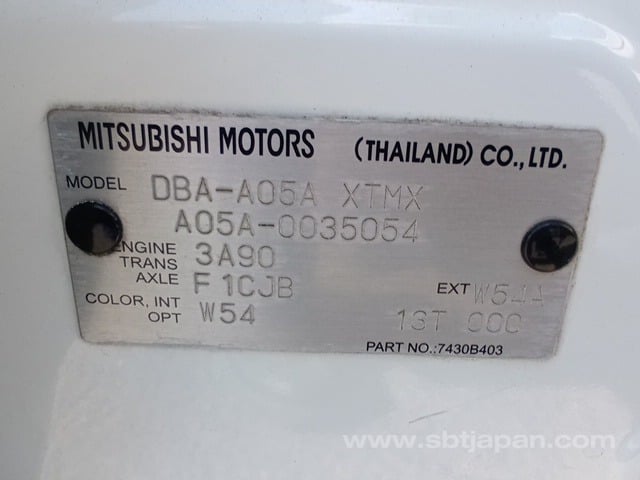 MITSUBISHI MOTORS (THAILAND) CO., LTD.
MODEL DBA-A05A XTMX
A05A-0035054
ENGINE 3A90
TRANS
AXLE F1CJB
EXT W54A
COLOR, INT W54
OPT 1ST 00C
PART NO.:7430B403
www.sbtjapan.com